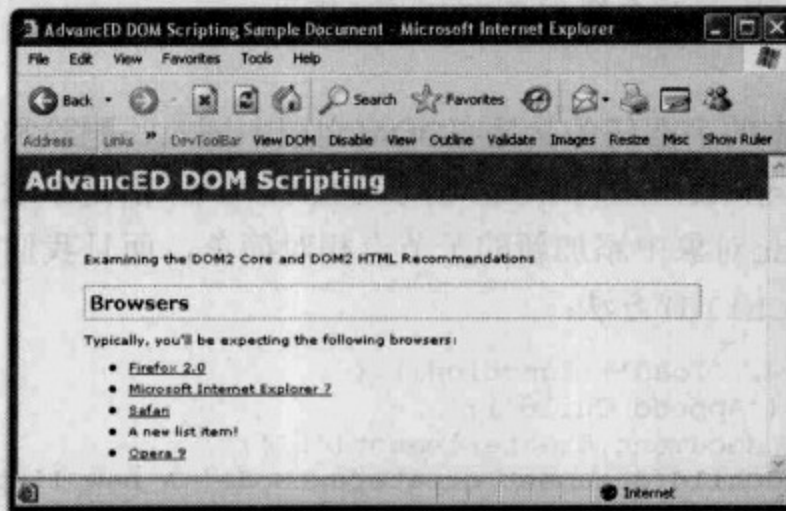 AdvancED DOM Scripting Sample Document - Microsoft Internet Explorer
File Edit View Favorites Tools Help
Back Search Favorites
Address Links » DevToolBar View DOM Disable View Outline Validate Images Resize Misc Show Ruler
AdvancED DOM Scripting
Examining the DOM2 Core and DOM2 HTML Recommendations
Browsers
Typically, you'll be expecting the following browsers:
Firefox 2.0
Microsoft Internet Explorer 7
Safari
A new list item!
Opera 9
Internet